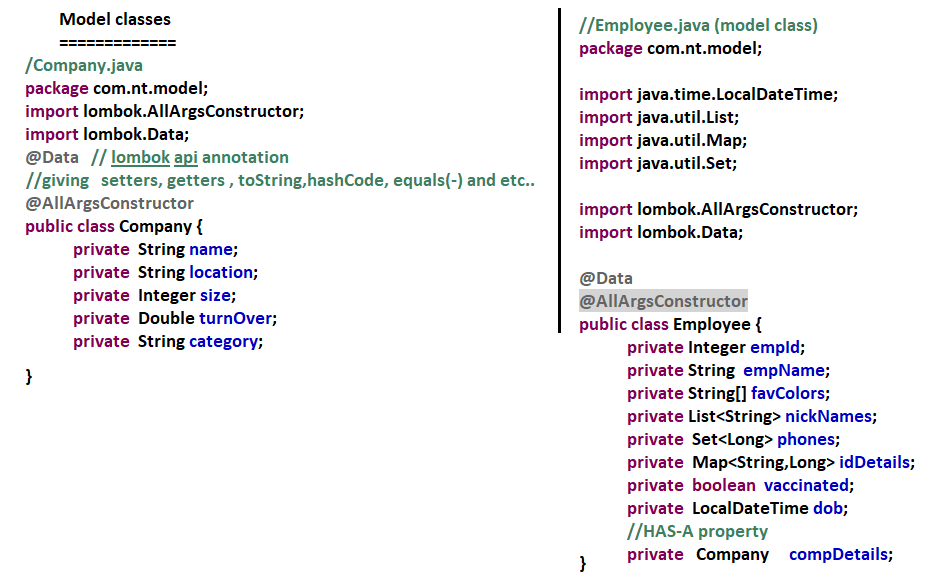 Model classes
=============
/Company.java
package com.nt.model;
import lombok.AllArgsConstructor;
import lombok.Data;
@Data // lombok api annotation
//giving setters, getters , toString,hashCode, equals(-) and etc..
@AllArgsConstructor
public class Company {
private String name;
private String location;
private Integer size;
private Double turnOver;
private String category;
}
//Employee.java (model class)
package com.nt.model;
import java.time.LocalDateTime;
import java.util.List;
import java.util.Map;
import java.util.Set;
import lombok.AllArgsConstructor;
import lombok.Data;
@Data
@AllArgsConstructor
public class Employee {
private Integer empId;
private String empName;
private String[] favColors;
private List<String> nickNames;
private Set<Long> phones;
private Map<String,Long> idDetails;
private boolean vaccinated;
private LocalDateTime dob;
//HAS-A property
private Company compDetails;
}